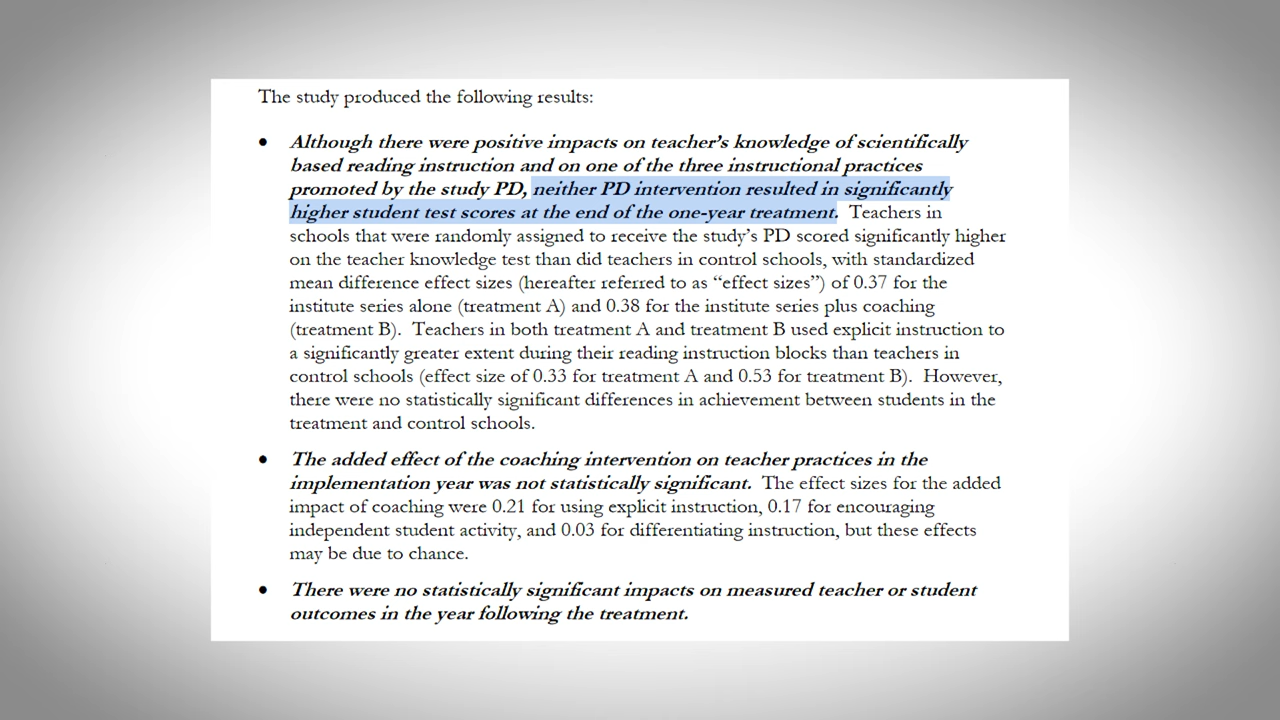 The study produced the following results:
• Although there were positive impacts on teacher’s knowledge of scientifically
based reading instruction and on one of the three instructional practices
promoted by the study PD, neither PD intervention resulted in significantly
higher student test scores at the end of the one-year treatment. Teachers in
schools that were randomly assigned to receive the study’s PD scored significantly higher
on the teacher knowledge test than did teachers in control schools, with standardized
mean difference effect sizes (hereafter referred to as “effect sizes”) of 0.37 for the
institute series alone (treatment A) and 0.38 for the institute series plus coaching
(treatment B). Teachers in both treatment A and treatment B used explicit instruction to
a significantly greater extent during their reading instruction blocks than teachers in
control schools (effect size of 0.33 for treatment A and 0.53 for treatment B). However,
there were no statistically significant differences in achievement between students in the
treatment and control schools.
• The added effect of the coaching intervention on teacher practices in the
implementation year was not statistically significant. The effect sizes for the added
impact of coaching were 0.21 for using explicit instruction, 0.17 for encouraging
independent student activity, and 0.03 for differentiating instruction, but these effects
may be due to chance.
• There were no statistically significant impacts on measured teacher or student
outcomes in the year following the treatment.